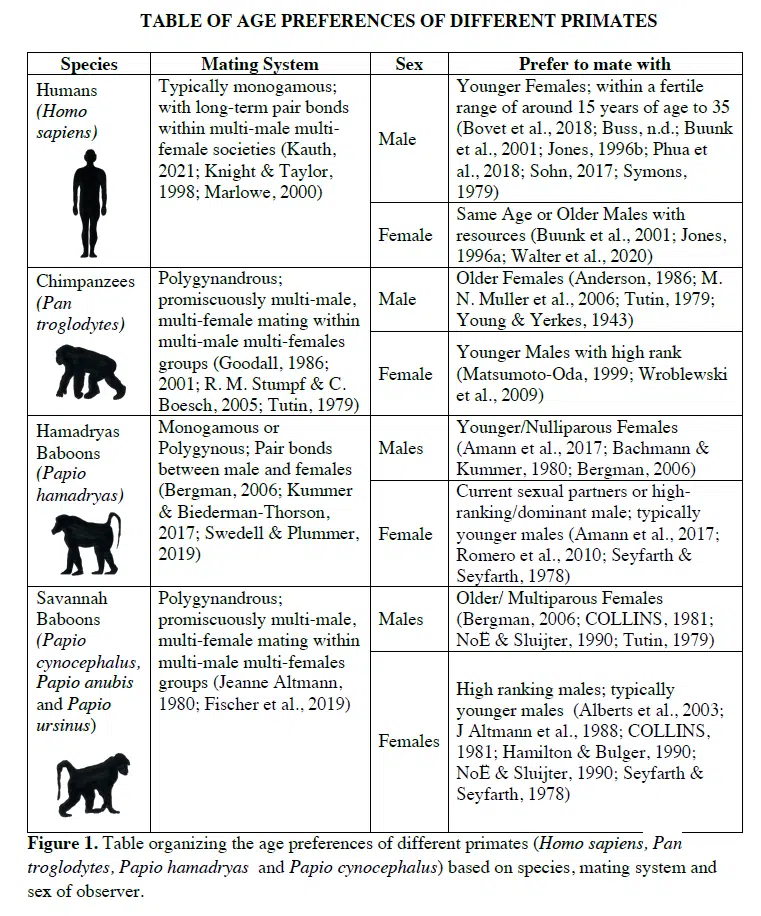 TABLE OF AGE PREFERENCES OF DIFFERENT PRIMATES
Species
Mating System
Sex
Prefer to mate with
Humans
(Homo
sapiens)
Typically monogamous;
with long-term pair bonds
within multi-male multi-
female societies (Kauth,
2021; Knight & Taylor,
1998; Marlowe, 2000)
Male
Younger Females; within a fertile
range of around 15 years of age to 35
(Bovet et al., 2018; Buss, n.d.; Buunk
et al., 2001; Jones, 1996b; Phua et
al., 2018; Sohn, 2017; Symons,
1979)
Female
Same Age or Older Males with
resources (Buunk et al., 2001; Jones,
1996a; Walter et al., 2020)
Chimpanzees
(Pan
troglodytes)
Polygynandrous;
promiscuously multi-male,
multi-female mating within
multi-male multi-females
groups (Goodall, 1986;
2001; R. M. Stumpf & C.
Boesch, 2005; Tutin, 1979)
Male
Older Females (Anderson, 1986; M.
N. Muller et al., 2006; Tutin, 1979;
Young & Yerkes, 1943)
Female
Younger Males with high rank
(Matsumoto-Oda, 1999; Wroblewski
et al., 2009)
Hamadryas
Baboons
(Papio
hamadryas)
Monogamous or
Polygynous; Pair bonds
between male and females
(Bergman, 2006; Kummer
& Biederman-Thorson,
2017; Swedell & Plummer,
2019)
Males
Younger/Nulliparous Females
(Amann et al., 2017; Bachmann &
Kummer, 1980; Bergman, 2006)
Female
Current sexual partners or high-
ranking/dominant male; typically
younger males (Amann et al., 2017;
Romero et al., 2010; Seyfarth &
Seyfarth, 1978)
Savannah
Baboons
(Papio
cynocephalus,
Papio anubis
and Papio
ursinus)
Polygynandrous;
promiscuously multi-male,
multi-female mating within
multi-male multi-females
groups (Jeanne Altmann,
1980; Fischer et al., 2019)
Males
Older/ Multiparous Females
(Bergman, 2006; COLLINS, 1981;
NoË & Sluijter, 1990; Tutin, 1979)
Females
High ranking males; typically
younger males (Alberts et al., 2003;
J Altmann et al., 1988; COLLINS,
1981; Hamilton & Bulger, 1990;
NoË & Sluijter, 1990; Seyfarth &
Seyfarth, 1978)
Figure 1. Table organizing the age preferences of different primates (Homo sapiens, Pan
troglodytes, Papio hamadryas and Papio cynocephalus) based on species, mating system and
sex of observer.